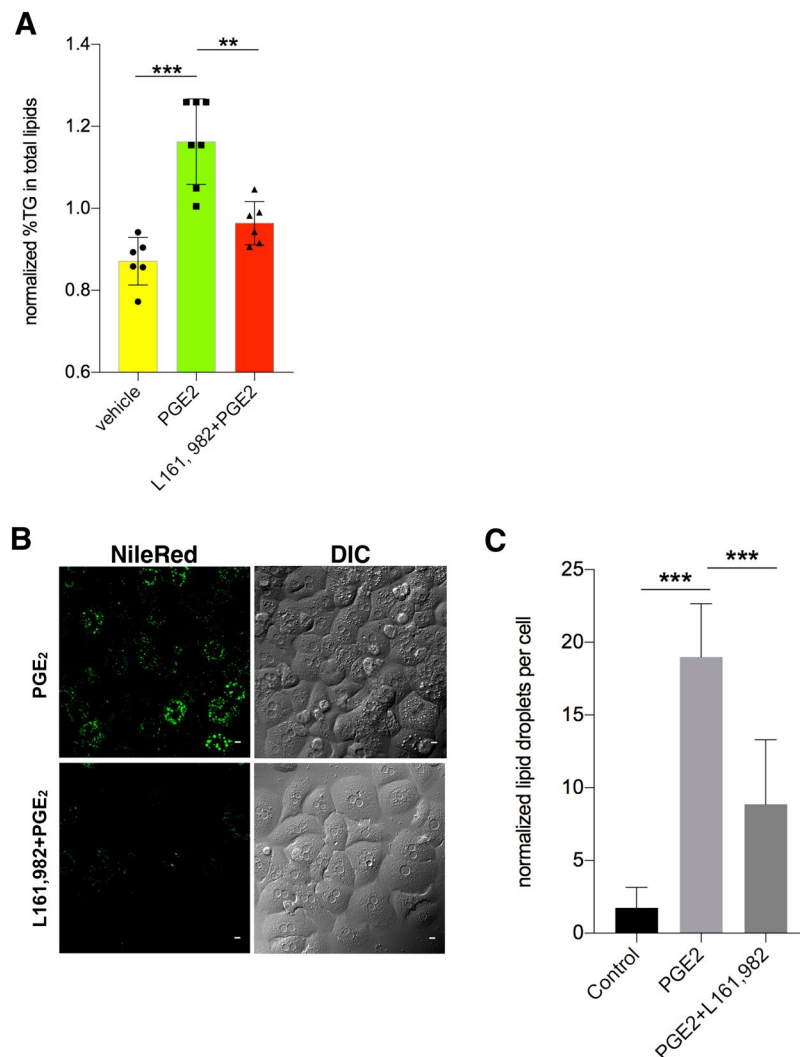 A
1.4
1.2
1.0
0.8
0.6
normalized %TG in total lipids
***
**
vehicle
PGE2
L161, 982+PGE2
B
NileRed
DIC
PGE₂
L161,982+PGE₂
C
25
20
15
10
5
0
normalized lipid droplets per cell
***
***
Control
PGE2
PGE2+L161,982